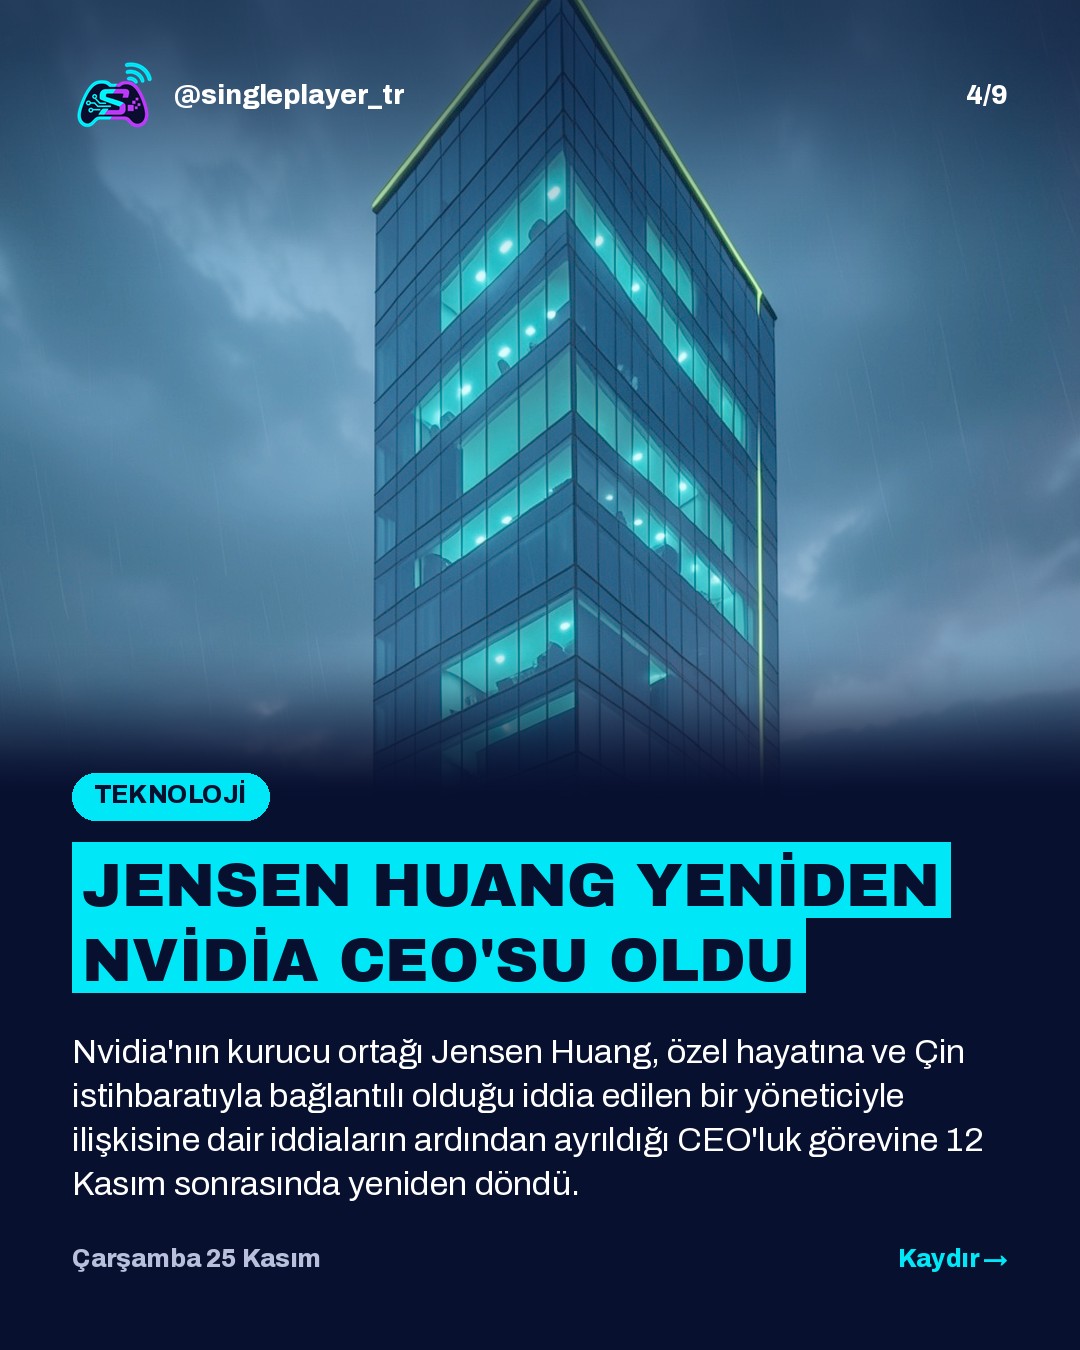 @singleplayer_tr
4/9
TEKNOLOJİ
JENSEN HUANG YENİDEN
NVİDİA CEO'SU OLDU
Nvidia'nın kurucu ortağı Jensen Huang, özel hayatına ve Çin
istihbaratıyla bağlantılı olduğu iddia edilen bir yöneticiyle
ilişkisine dair iddiaların ardından ayrıldığı CEO'luk görevine 12
Kasım sonrasında yeniden döndü.
Çarşamba 25 Kasım
Kaydır→